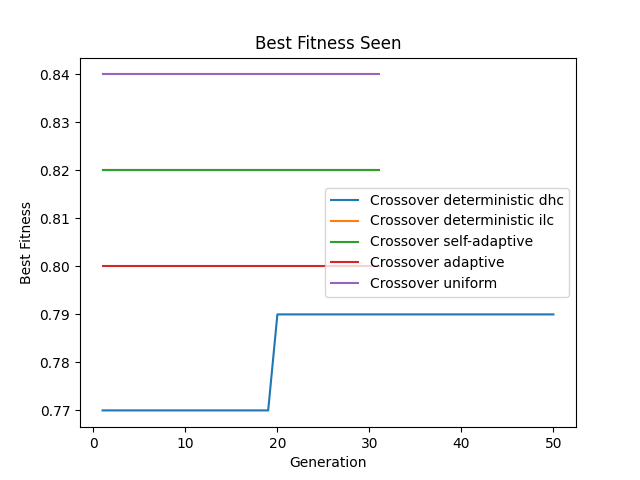 Best Fitness Seen
0.84
0.83
0.82
0.81
0.80
0.79
0.78
0.77
Best Fitness
Crossover deterministic dhc
Crossover deterministic ilc
Crossover self-adaptive
Crossover adaptive
Crossover uniform
0 10 20 30 40 50
Generation